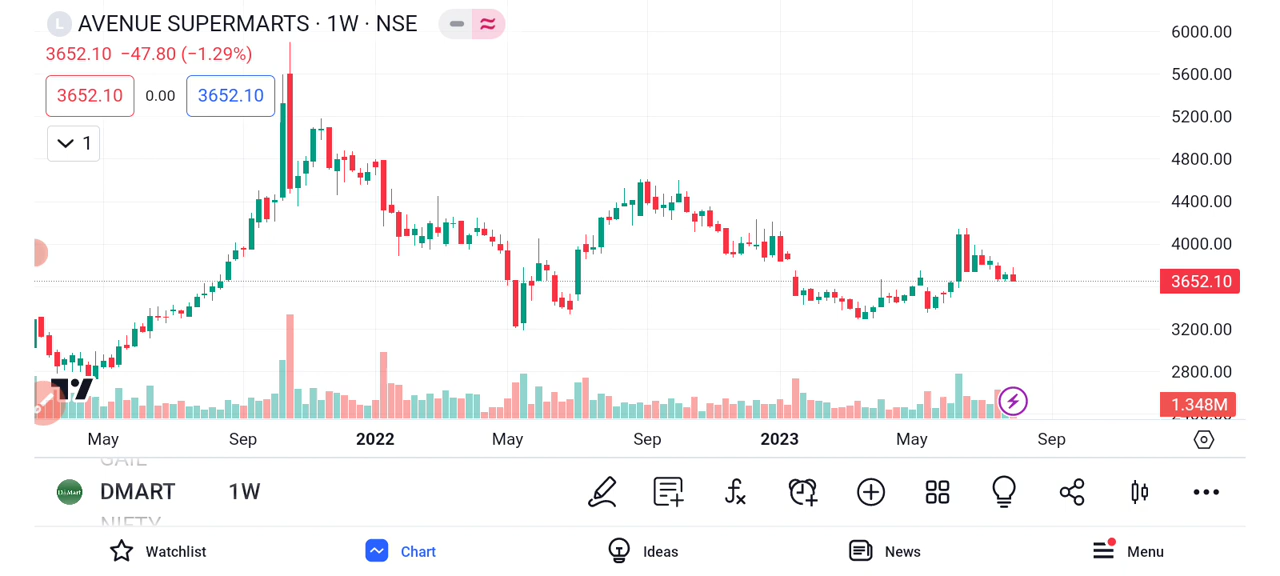 L AVENUE SUPERMARTS · 1W · NSE
3652.10 −47.80 (−1.29%)
3652.10 0.00 3652.10
1
6000.00
5600.00
5200.00
4800.00
4400.00
4000.00
3652.10
3200.00
2800.00
1.348M
May Sep 2022 May Sep 2023 May Sep
GAIL
DMART 1W
NIFTY
Watchlist Chart Ideas News Menu